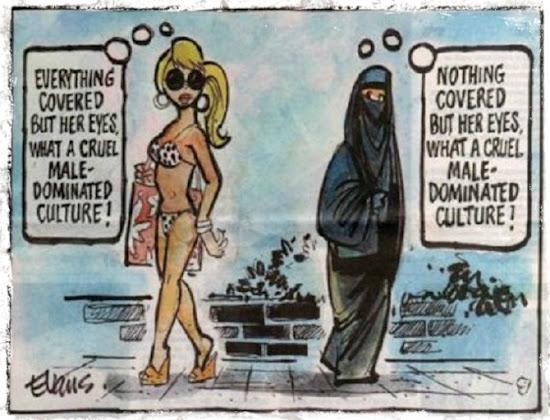 EVERYTHING
COVERED
BUT HER EYES,
WHAT A CRUEL
MALE-
DOMINATED
CULTURE!
NOTHING
COVERED
BUT HER EYES,
WHAT A CRUEL
MALE-
DOMINATED
CULTURE!
Evans.